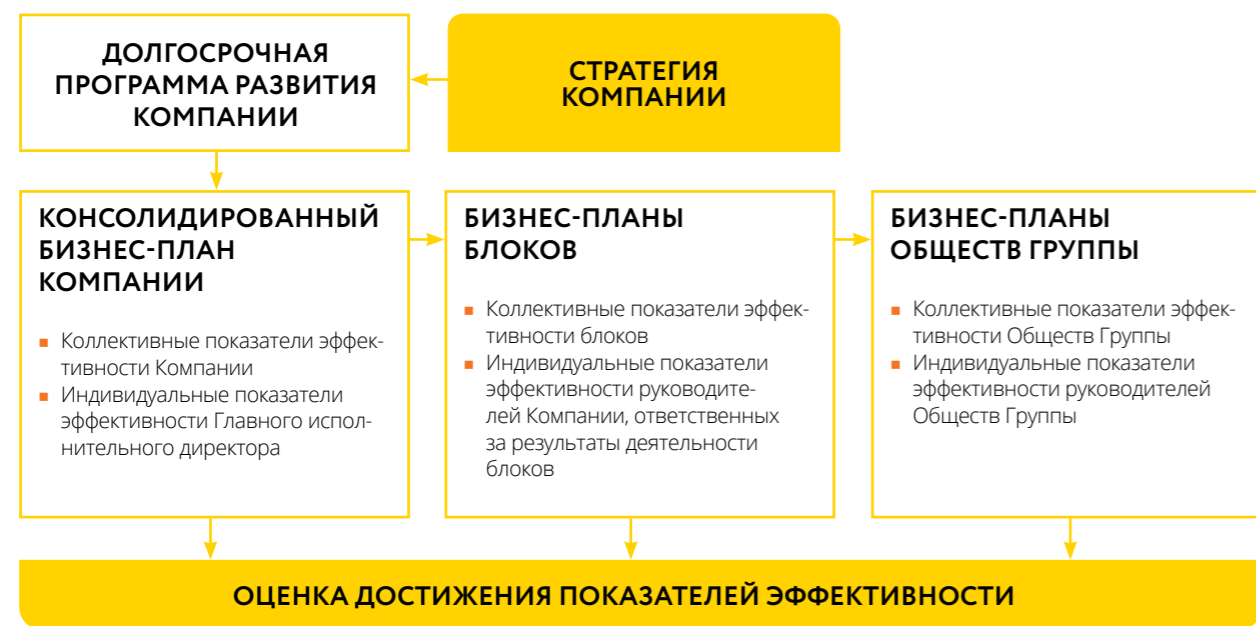 ДОЛГОСРОЧНАЯ
ПРОГРАММА РАЗВИТИЯ
КОМПАНИИ
СТРАТЕГИЯ
КОМПАНИИ
КОНСОЛИДИРОВАННЫЙ
БИЗНЕС-ПЛАН
КОМПАНИИ
Коллективные показатели эффек-
тивности Компании
Индивидуальные показатели
эффективности Главного испол-
нительного директора
БИЗНЕС-ПЛАНЫ
БЛОКОВ
Коллективные показатели эффек-
тивности блоков
Индивидуальные показатели
эффективности руководите-
лей Компании, ответственных
за результаты деятельности
блоков
БИЗНЕС-ПЛАНЫ
ОБЩЕСТВ ГРУППЫ
Коллективные показатели эффек-
тивности Обществ Группы
Индивидуальные показатели
эффективности руководителей
Обществ Группы
ОЦЕНКА ДОСТИЖЕНИЯ ПОКАЗАТЕЛЕЙ ЭФФЕКТИВНОСТИ